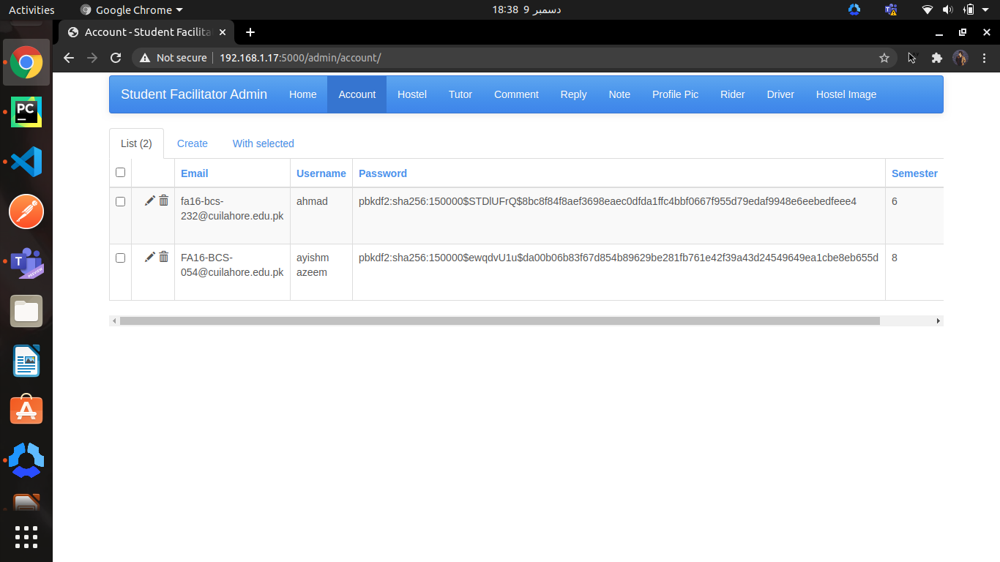 Activities Google Chrome 18:38 9 دسمبر
Account - Student Facilita
Not secure 192.168.1.17:5000/admin/account/
Student Facilitator Admin Home Account Hostel Tutor Comment Reply Note Profile Pic Rider Driver Hostel Image
List (2) Create With selected
Email Username Password Semester
fa16-bcs- ahmad pbkdf2:sha256:150000$STDlUFrQ$8bc8f84f8aef3698eaec0dfda1ffc4bbf0667f955d79edaf9948e6eebedfeee4 6
232@cuilahore.edu.pk
FA16-BCS- ayishm pbkdf2:sha256:150000$ewqdvU1u$da00b06b83f67d854b89629be281fb761e42f39a43d24549649ea1cbe8eb655d 8
054@cuilahore.edu.pk azeem
PC
T
PREVIEW